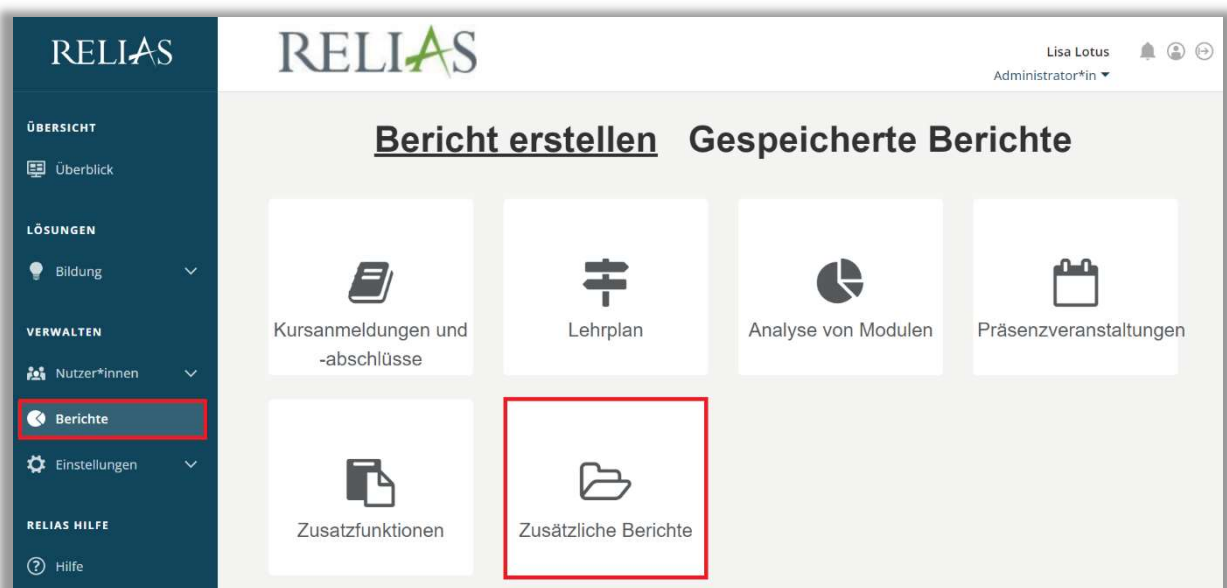 RELIAS
RELIAS
Lisa Lotus
Administrator*in
ÜBERSICHT
Überblick
LÖSUNGEN
Bildung
VERWALTEN
Nutzer*innen
Berichte
Einstellungen
RELIAS HILFE
Hilfe
Bericht erstellen Gespeicherte Berichte
Kursanmeldungen und
-abschlüsse
Lehrplan
Analyse von Modulen
Präsenzveranstaltungen
Zusatzfunktionen
Zusätzliche Berichte